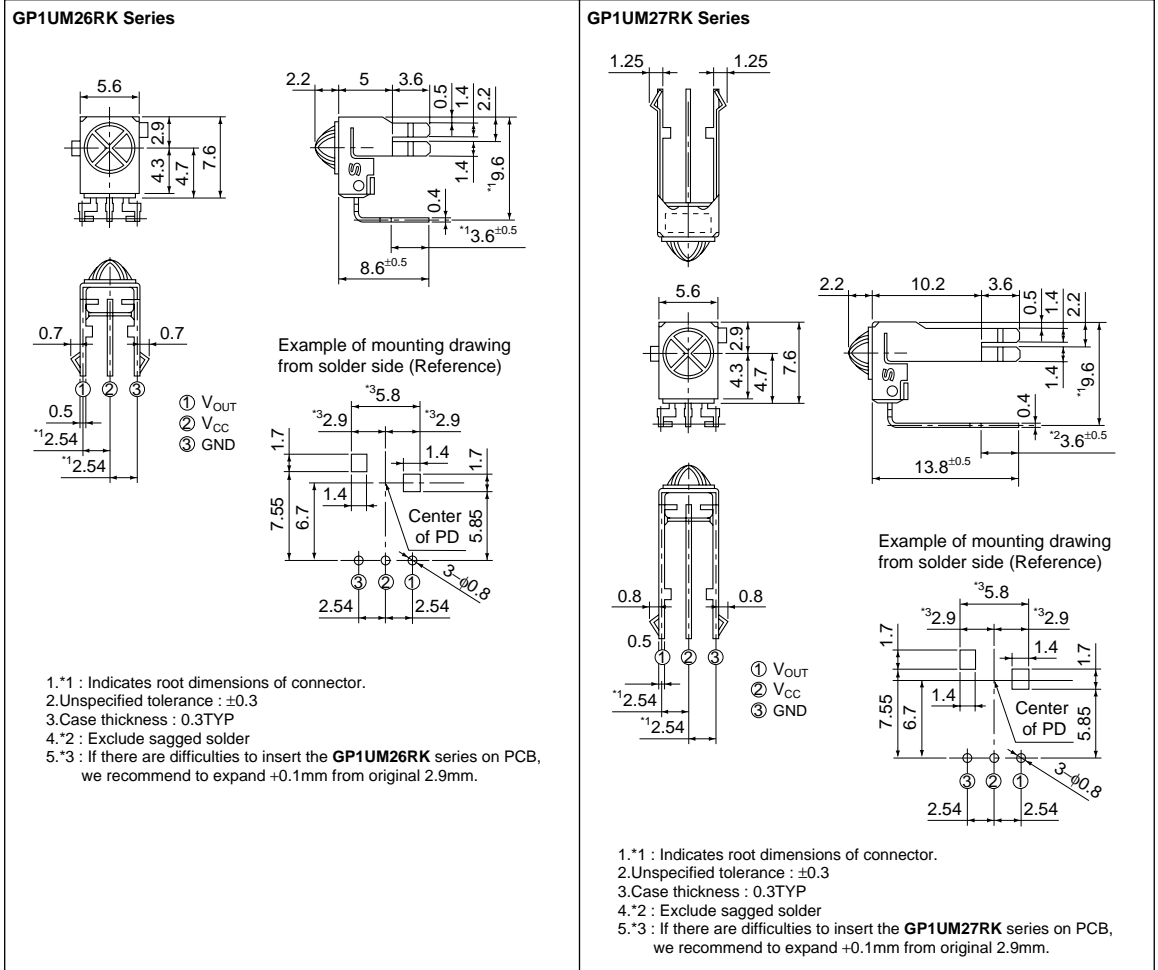 GP1UM26RK Series
5.6
2.9
4.3
4.7
7.6
2.2
5
3.6
0.5
1.4
2.2
1.4
*19.6
0.4
*13.6±0.5
8.6±0.5
0.7
0.7
① ② ③
0.5
*12.54
*12.54
① VOUT
② VCC
③ GND
Example of mounting drawing
from solder side (Reference)
*35.8
*32.9
*32.9
1.7
1.4
1.7
1.4
7.55
6.7
Center
of PD
5.85
③ ② ①
3-φ0.8
2.54
2.54
1.*1 : Indicates root dimensions of connector.
2.Unspecified tolerance : ±0.3
3.Case thickness : 0.3TYP
4.*2 : Exclude sagged solder
5.*3 : If there are difficulties to insert the GP1UM26RK series on PCB,
we recommend to expand +0.1mm from original 2.9mm.
GP1UM27RK Series
1.25
1.25
5.6
2.9
4.3
4.7
7.6
2.2
10.2
3.6
0.5
1.4
2.2
1.4
*19.6
0.4
*23.6±0.5
13.8±0.5
0.8
0.8
0.5
① ② ③
*12.54
*12.54
① VOUT
② VCC
③ GND
Example of mounting drawing
from solder side (Reference)
*35.8
*32.9
*32.9
1.7
1.4
1.7
1.4
7.55
6.7
Center
of PD
5.85
③ ② ①
3-φ0.8
2.54
2.54
1.*1 : Indicates root dimensions of connector.
2.Unspecified tolerance : ±0.3
3.Case thickness : 0.3TYP
4.*2 : Exclude sagged solder
5.*3 : If there are difficulties to insert the GP1UM27RK series on PCB,
we recommend to expand +0.1mm from original 2.9mm.